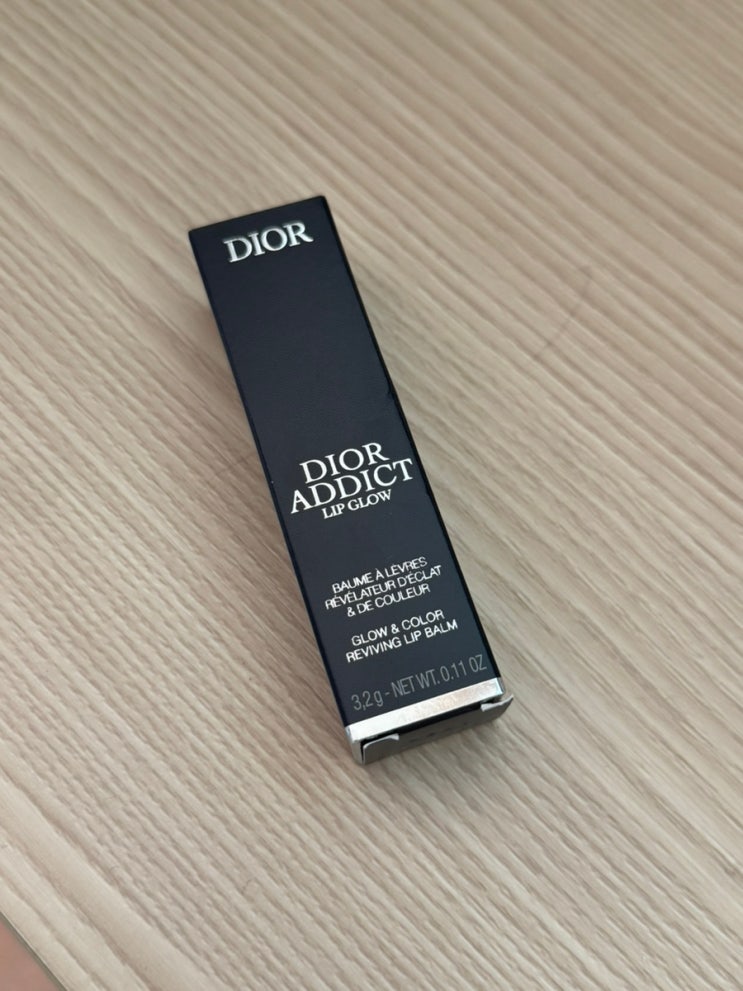 DIOR
DIOR
ADDICT
LIP GLOW
BAUME À LÈVRES
RÉVÉLATEUR D'ÉCLAT
& DE COULEUR
GLOW & COLOR
REVIVING LIP BALM
3,2 g - NET WT. 0.11 OZ